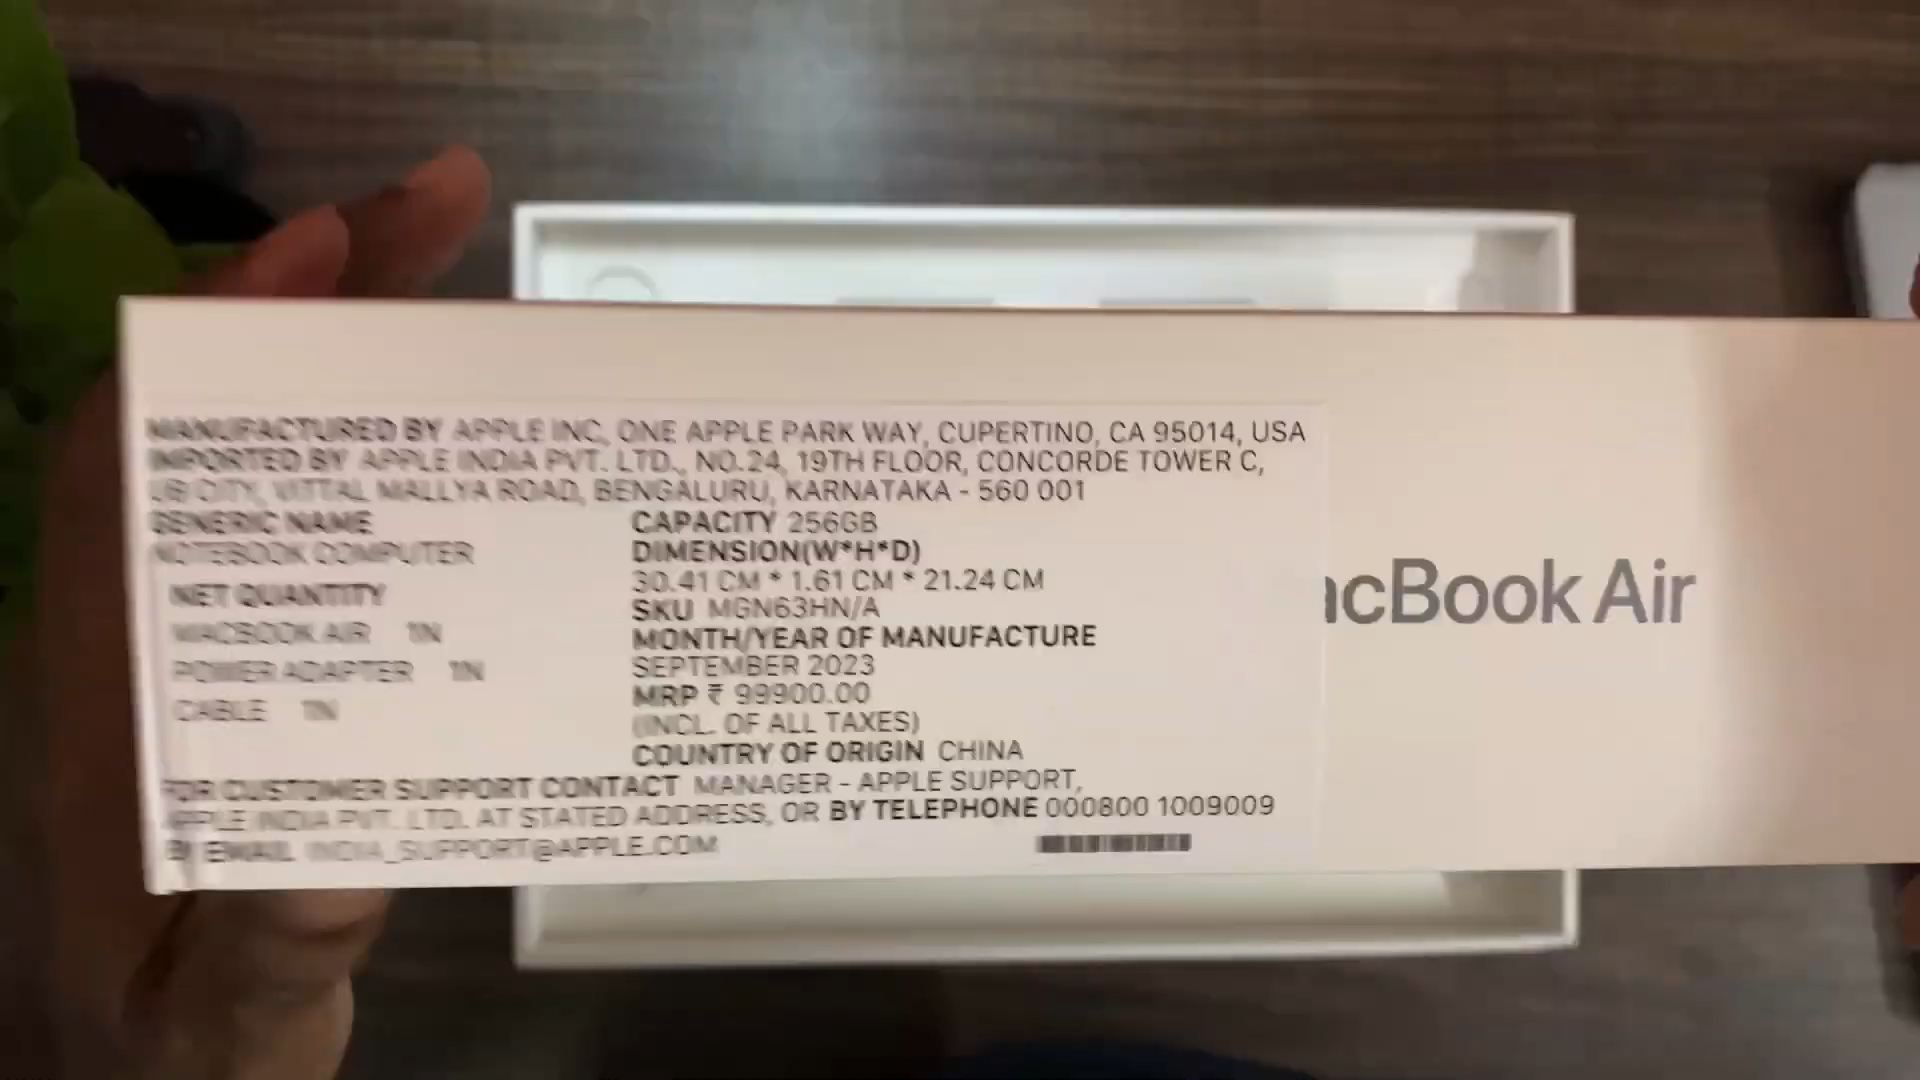 MANUFACTURED BY APPLE INC, ONE APPLE PARK WAY, CUPERTINO, CA 95014, USA
IMPORTED BY APPLE INDIA PVT. LTD., NO.24, 19TH FLOOR, CONCORDE TOWER C,
UB CITY, VITTAL MALLYA ROAD, BENGALURU, KARNATAKA - 560 001
GENERIC NAME
NOTEBOOK COMPUTER
NET QUANTITY
MACBOOK AIR 1N
POWER ADAPTER 1N
CABLE 1N
CAPACITY 256GB
DIMENSION(W*H*D)
30.41 CM * 1.61 CM * 21.24 CM
SKU MGN63HN/A
MONTH/YEAR OF MANUFACTURE
SEPTEMBER 2023
MRP ₹ 99900.00
(INCL. OF ALL TAXES)
COUNTRY OF ORIGIN CHINA
FOR CUSTOMER SUPPORT CONTACT MANAGER - APPLE SUPPORT,
APPLE INDIA PVT. LTD. AT STATED ADDRESS, OR BY TELEPHONE 000800 1009009
BY EMAIL INDIA_SUPPORT@APPLE.COM
acBook Air